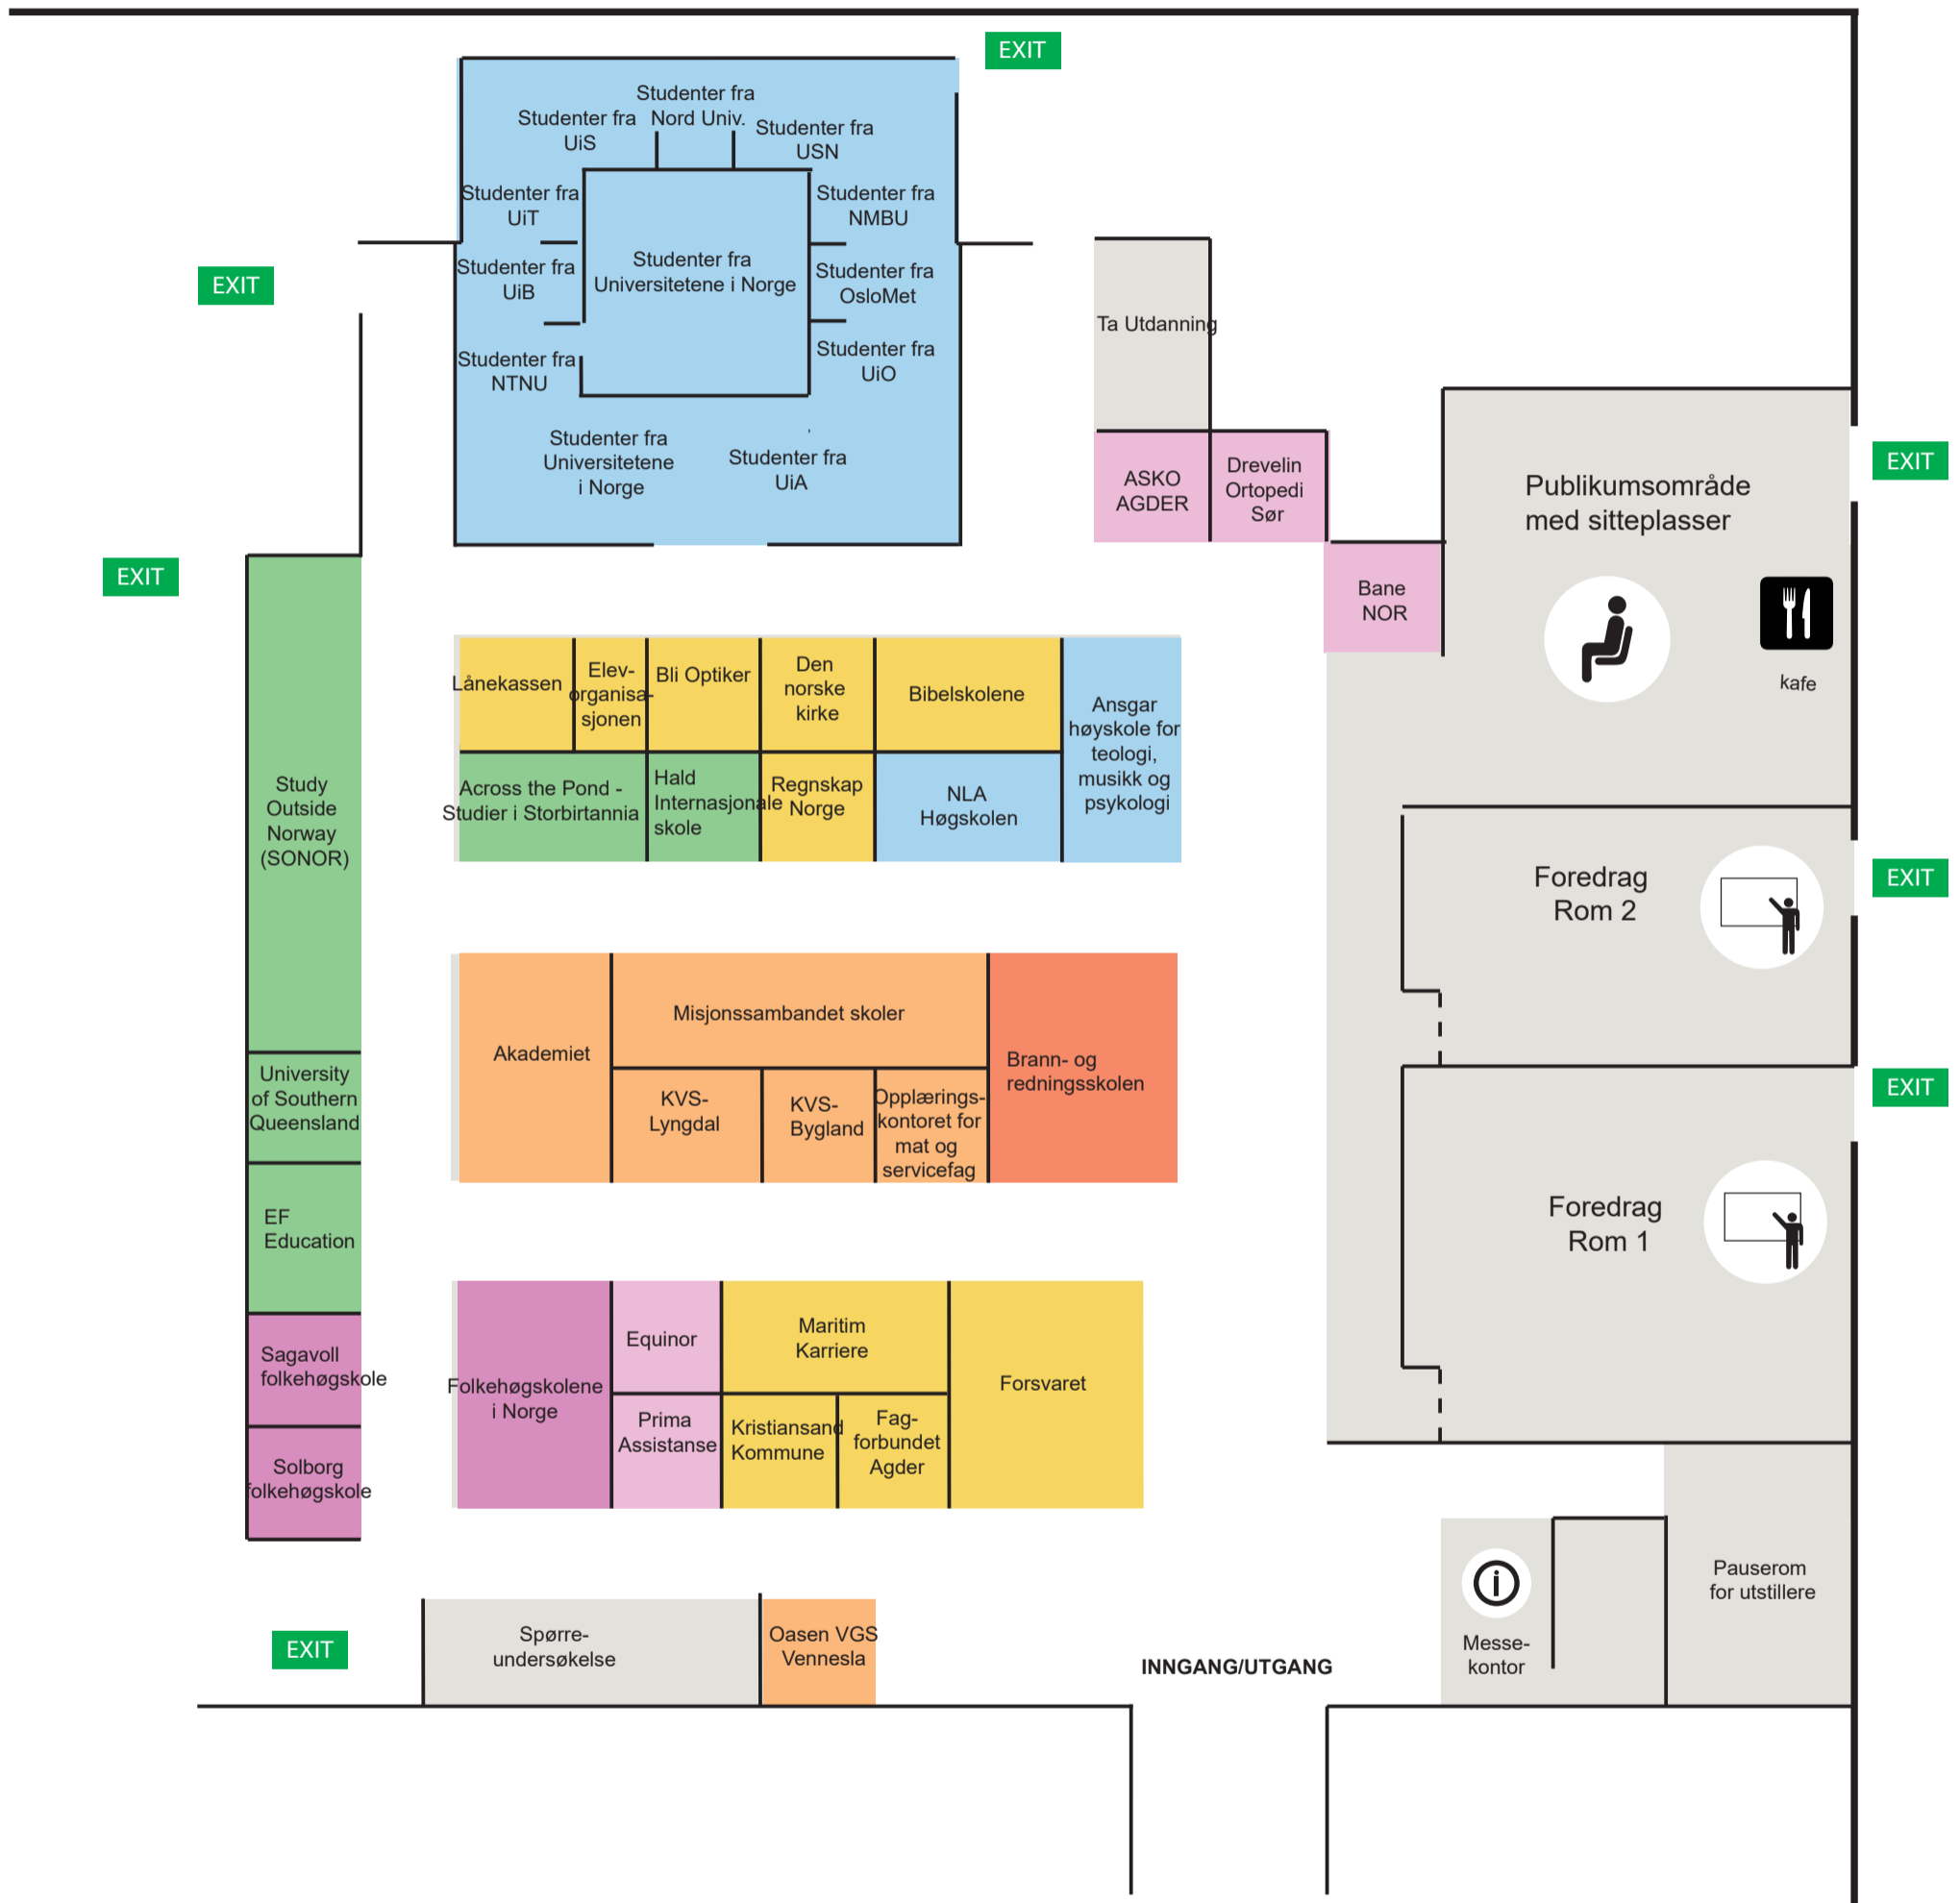 EXIT
Studenter fra
Nord Univ.
Studenter fra
UiS
Studenter fra
USN
Studenter fra
UiT
Studenter fra
NMBU
Studenter fra
UiB
Studenter fra
Universitetene i Norge
Studenter fra
OsloMet
EXIT
Studenter fra
NTNU
Studenter fra
UiO
Studenter fra
Universitetene
i Norge
Studenter fra
UiA
Ta Utdanning
ASKO
AGDER
Drevelin
Ortopedi
Sør
Bane
NOR
Publikumsområde
med sitteplasser
kafe
EXIT
EXIT
Lånekassen
Elev-
organisa-
sjonen
Bli Optiker
Den
norske
kirke
Bibelskolene
Ansgar
høyskole for
teologi,
musikk og
psykologi
Across the Pond -
Studier i Storbirtannia
Hald
Internasjonale
skole
Regnskap
Norge
NLA
Høgskolen
Study
Outside
Norway
(SONOR)
Foredrag
Rom 2
EXIT
Akademiet
Misjonssambandet skoler
KVS-
Lyngdal
KVS-
Bygland
Opplærings-
kontoret for
mat og
servicefag
Brann- og
redningsskolen
University
of Southern
Queensland
EXIT
EF
Education
Foredrag
Rom 1
Sagavoll
folkehøgskole
Solborg
folkehøgskole
Folkehøgskolene
i Norge
Equinor
Prima
Assistanse
Maritim
Karriere
Kristiansand
Kommune
Fag-
forbundet
Agder
Forsvaret
EXIT
Spørre-
undersøkelse
Oasen VGS
Vennesla
INNGANG/UTGANG
i
Messe-
kontor
Pauserom
for utstillere